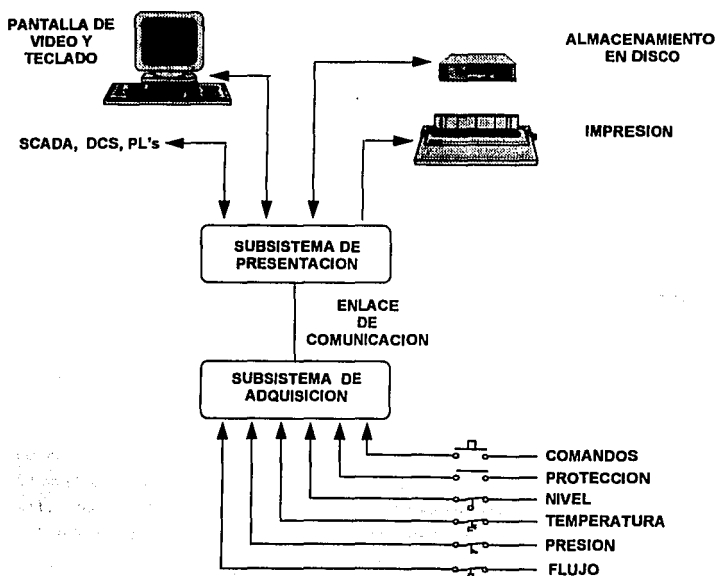 PANTALLA DE
VIDEO Y
TECLADO
ALMACENAMIENTO
EN DISCO
IMPRESION
SCADA, DCS, PL's
SUBSISTEMA DE
PRESENTACION
ENLACE
DE
COMUNICACION
SUBSISTEMA DE
ADQUISICION
COMANDOS
PROTECCION
NIVEL
TEMPERATURA
PRESION
FLUJO